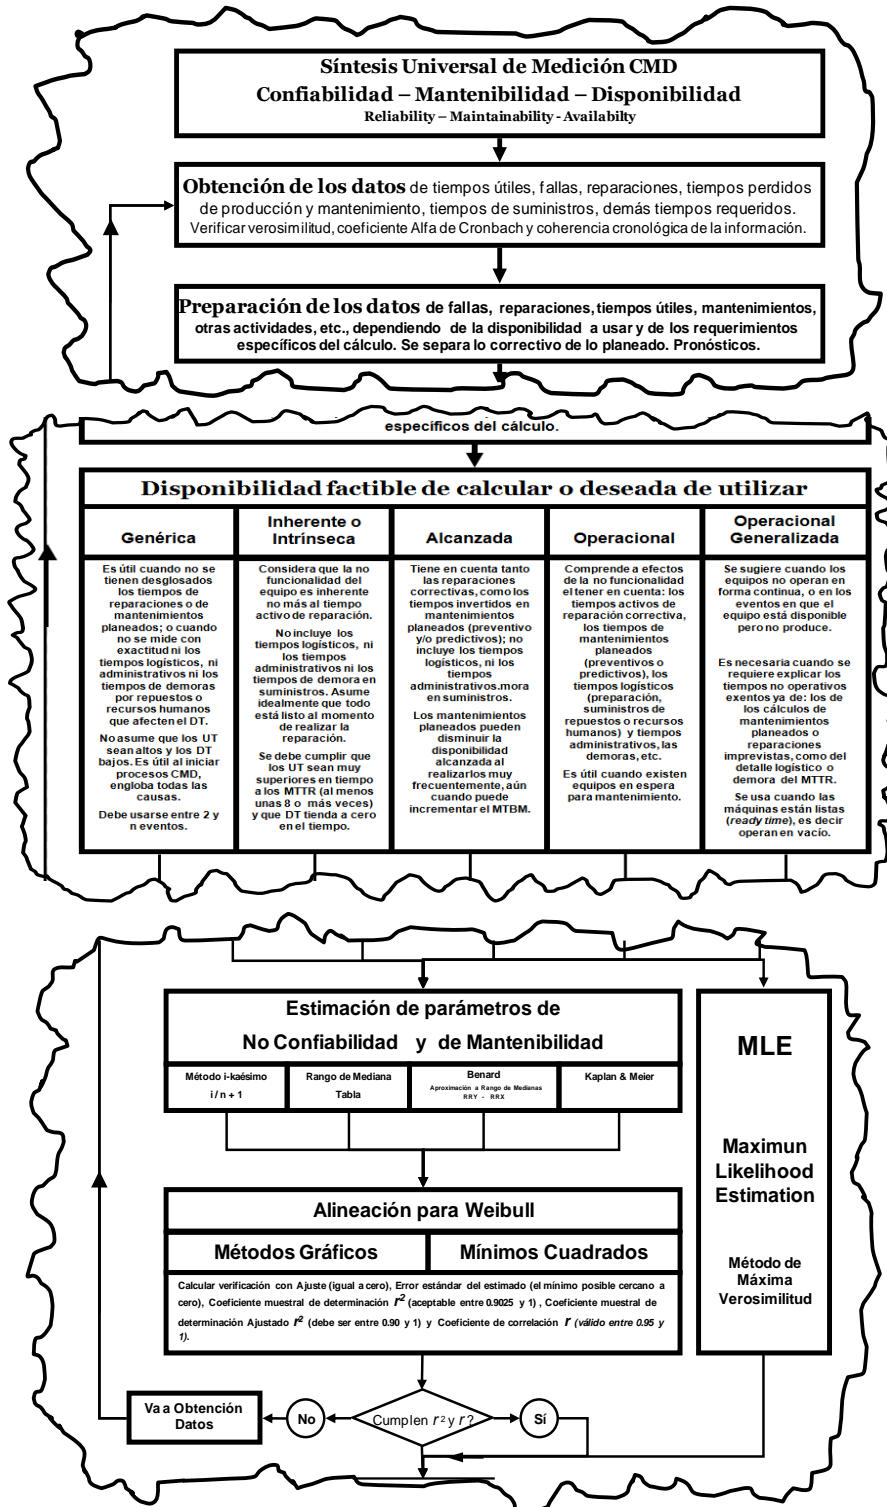 Síntesis Universal de Medición CMD
Confiabilidad – Mantenibilidad – Disponibilidad
Reliability – Maintainability - Availabilty
Obtención de los datos de tiempos útiles, fallas, reparaciones, tiempos perdidos
de producción y mantenimiento, tiempos de suministros, demás tiempos requeridos.
Verificar verosimilitud, coeficiente Alfa de Cronbach y coherencia cronológica de la información.
Preparación de los datos de fallas, reparaciones, tiempos útiles, mantenimientos,
otras actividades, etc., dependiendo de la disponibilidad a usar y de los requerimientos
específicos del cálculo. Se separa lo correctivo de lo planeado. Pronósticos.
específicos del cálculo.
Disponibilidad factible de calcular o deseada de utilizar
Genérica
Es útil cuando no se
tienen desglosados
los tiempos de
reparaciones o de
mantenimientos
planeados; o cuando
no se mide con
exactitud ni los
tiempos logísticos, ni
administrativos ni los
tiempos de demoras
por repuestos o
recursos humanos
que afecten el DT.
No asume que los UT
sean altos y los DT
bajos. Es útil al iniciar
procesos CMD,
engloba todas las
causas.
Debe usarse entre 2 y
n eventos.
Inherente o
Intrínseca
Considera que la no
funcionalidad del
equipo es inherente
no más al tiempo
activo de reparación.
No incluye los
tiempos logísticos, ni
los tiempos
administrativos ni los
tiempos de demora en
suministros. Asume
idealmente que todo
está listo al momento
de realizar la
reparación.
Se debe cumplir que
los UT sean muy
superiores en tiempo
a los MTTR (al menos
unas 8 o más veces)
y que DT tienda a cero
en el tiempo.
Alcanzada
Tiene en cuenta tanto
las reparaciones
correctivas, como los
tiempos invertidos en
mantenimientos
planeados (preventivo
y/o predictivos); no
incluye los tiempos
logísticos, ni los
tiempos
administrativos.mora
en suministros.
Los mantenimientos
planeados pueden
disminuir la
disponibilidad
alcanzada al
realizarlos muy
frecuentemente, aún
cuando puede
incrementar el MTBM.
Operacional
Comprende a efectos
de la no funcionalidad
el tener en cuenta: los
tiempos activos de
reparación correctiva,
los tiempos de
mantenimientos
planeados
(preventivos o
predictivos), los
tiempos logísticos
(preparación,
suministros de
repuestos o recursos
humanos) y tiempos
administrativos, las
demoras, etc.
Es útil cuando existen
equipos en espera
para mantenimiento.
Operacional
Generalizada
Se sugiere cuando los
equipos no operan en
forma continua, o en los
eventos en que el
equipo está disponible
pero no produce.
Es necesaria cuando se
requiere explicar los
tiempos no operativos
exentos ya de: los de
los cálculos de
mantenimientos
planeados o
reparaciones
imprevistas, como del
detalle logístico o
demora del MTTR.
Se usa cuando las
máquinas están listas
(ready time), es decir
operan en vacío.
Estimación de parámetros de
No Confiabilidad y de Mantenibilidad
Método i-kaésimo
i / n + 1
Rango de Mediana
Tabla
Benard
Aproximación a Rango de Medianas
RRY - RRX
Kaplan & Meier
MLE
Maximun
Likelihood
Estimation
Método de
Máxima
Verosimilitud
Alineación para Weibull
Métodos Gráficos
Mínimos Cuadrados
Calcular verificación con Ajuste (igual a cero), Error estándar del estimado (el mínimo posible cercano a
cero), Coeficiente muestral de determinación r² (aceptable entre 0.9025 y 1) , Coeficiente muestral de
determinación Ajustado r² (debe ser entre 0.90 y 1) y Coeficiente de correlación r (válido entre 0.95 y
1).
Va a Obtención
Datos
No
Cumplen r² y r?
Sí